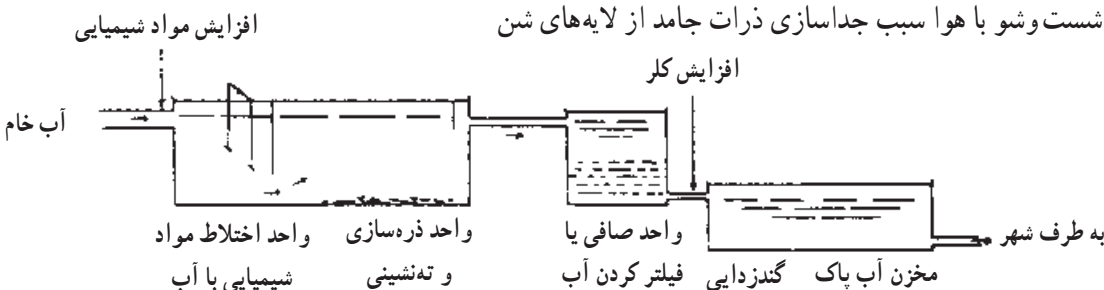 شست‌وشو با هوا سبب جداسازی ذرات جامد از لایه‌های شن
افزایش مواد شیمیایی
افزایش کلر
آب خام
به طرف شهر
واحد اختلاط مواد
شیمیایی با آب
واحد ذره‌سازی
و ته‌نشینی
واحد صافی یا
فیلتر کردن آب
گندزدایی
مخزن آب پاک